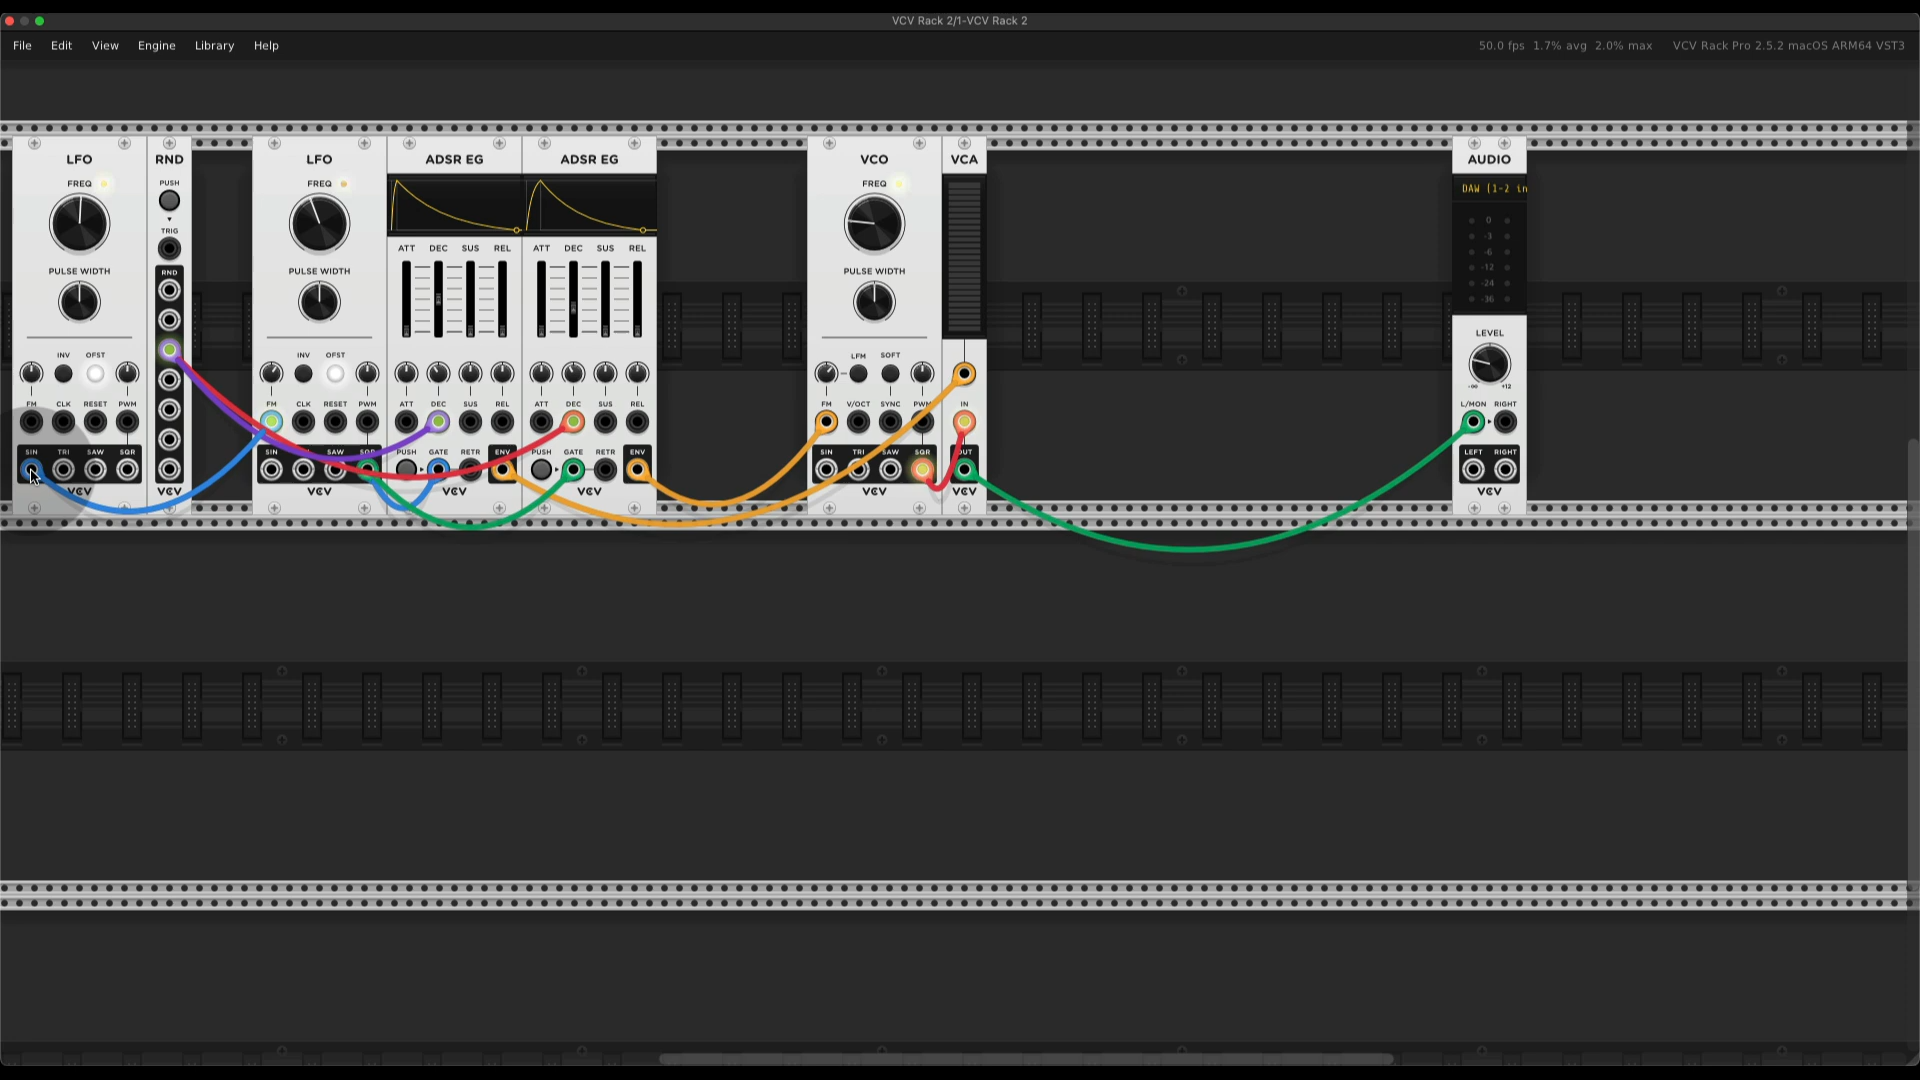 VCV Rack 2/1-VCV Rack 2
File Edit View Engine Library Help
50.0 fps 1.7% avg 2.0% max VCV Rack Pro 2.5.2 macOS ARM64 VST3
LFO RND LFO ADSR EG ADSR EG VCO VCA AUDIO
FREQ PUSH FREQ FREQ DAW (1-2 in
TRIG 0
-3
ATT DEC SUS REL ATT DEC SUS REL -6
PULSE WIDTH RND PULSE WIDTH PULSE WIDTH -12
-24
-36
LEVEL
INV OFST INV OFST LFM SOFT
-∞ +12
FM CLK RESET PWM FM CLK RESET PWM ATT DEC SUS REL ATT DEC SUS REL FM V/OCT SYNC PWM IN L/MON RIGHT
SIN TRI SAW SQR SIN SAW SQR PUSH GATE RETR ENV PUSH GATE RETR ENV SIN TRI SAW SQR OUT LEFT RIGHT
VCV VCV VCV VCV VCV VCV VCV VCV